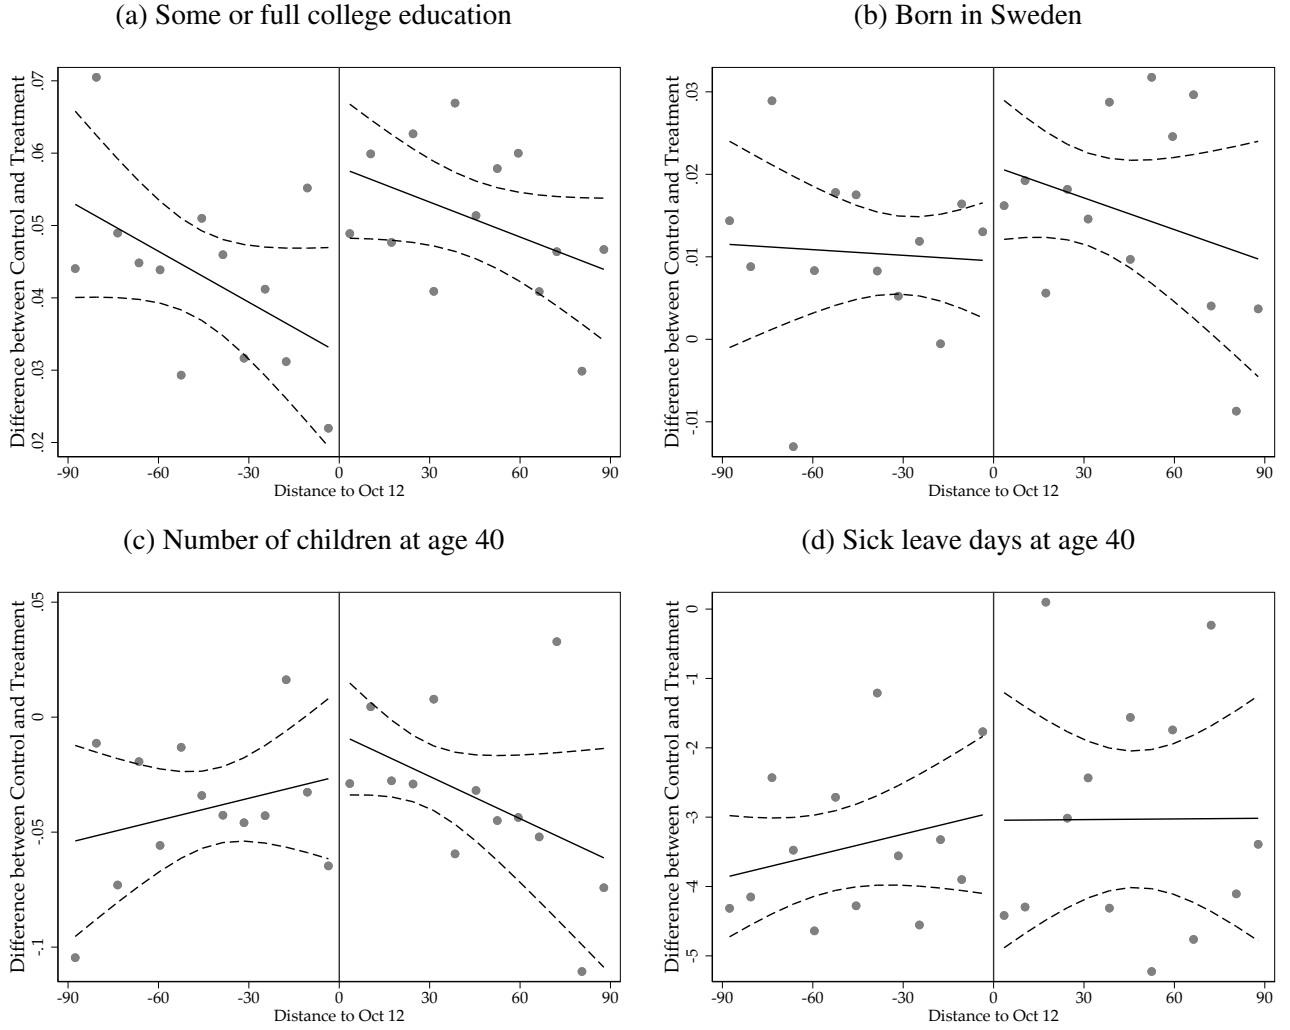 (a) Some or full college education
Difference between Control and Treatment
.07
.06
.05
.04
.03
.02
-90 -60 -30 0 30 60 90
Distance to Oct 12
(b) Born in Sweden
Difference between Control and Treatment
.03
.02
.01
0
-.01
-90 -60 -30 0 30 60 90
Distance to Oct 12
(c) Number of children at age 40
Difference between Control and Treatment
.05
0
-.05
-.1
-90 -60 -30 0 30 60 90
Distance to Oct 12
(d) Sick leave days at age 40
Difference between Control and Treatment
0
-1
-2
-3
-4
-5
-90 -60 -30 0 30 60 90
Distance to Oct 12